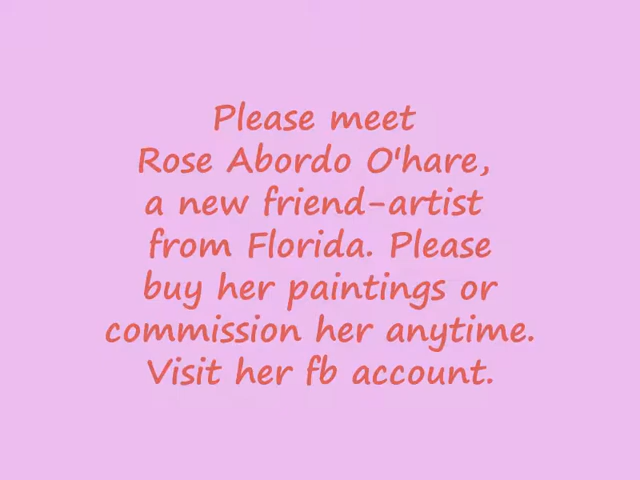 Please meet
Rose Abordo O'hare,
a new friend-artist
from Florida. Please
buy her paintings or
commission her anytime.
Visit her fb account.